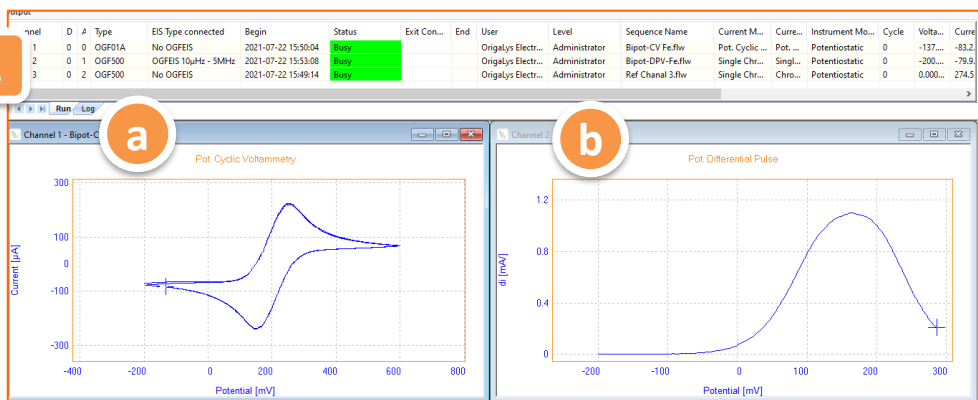 D A Type EIS Type connected Begin Status Exit Con... End User Level Sequence Name Current M... Curre... Instrument Mo... Cycle Volta... Curre
1 0 0 OGF01A No OGFEIS 2021-07-22 15:50:04 Busy OrigaLys Electr... Administrator Bipot-CV Fe.flw Pot. Cyclic ... Pot. ... Potentiostatic 0 -137.... -83.2.
2 0 1 OGF500 OGFEIS 10µHz - 5MHz 2021-07-22 15:53:08 Busy OrigaLys Electr... Administrator Bipot-DPV-Fe.flw Single Chr... Singl... Potentiostatic 0 -200.... -79.9.
3 0 2 OGF500 No OGFEIS 2021-07-22 15:49:14 Busy OrigaLys Electr... Administrator Ref Chanal 3.flw Single Chr... Chro... Potentiostatic 0 0.000... 274.5
Run Log
Channel 1 - Bipot-C
a
Pot. Cyclic Voltammetry
300
100
0
-100
-300
Current [µA]
-400 -200 0 200 400 600 800
Potential [mV]
Channel 2
b
Pot. Differential Pulse
1.2
0.8
0.4
0
di [mA/]
-200 -100 0 100 200 300
Potential [mV]